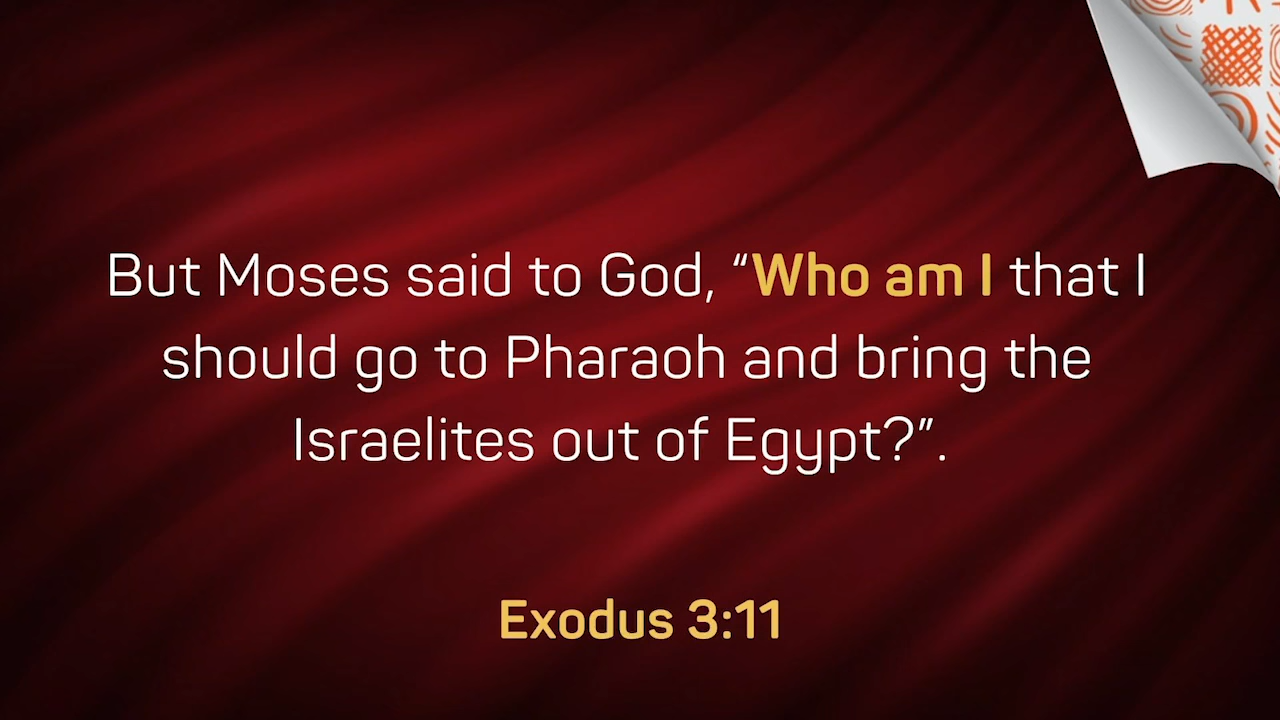 But Moses said to God, “Who am I that I
should go to Pharaoh and bring the
Israelites out of Egypt?”.
Exodus 3:11